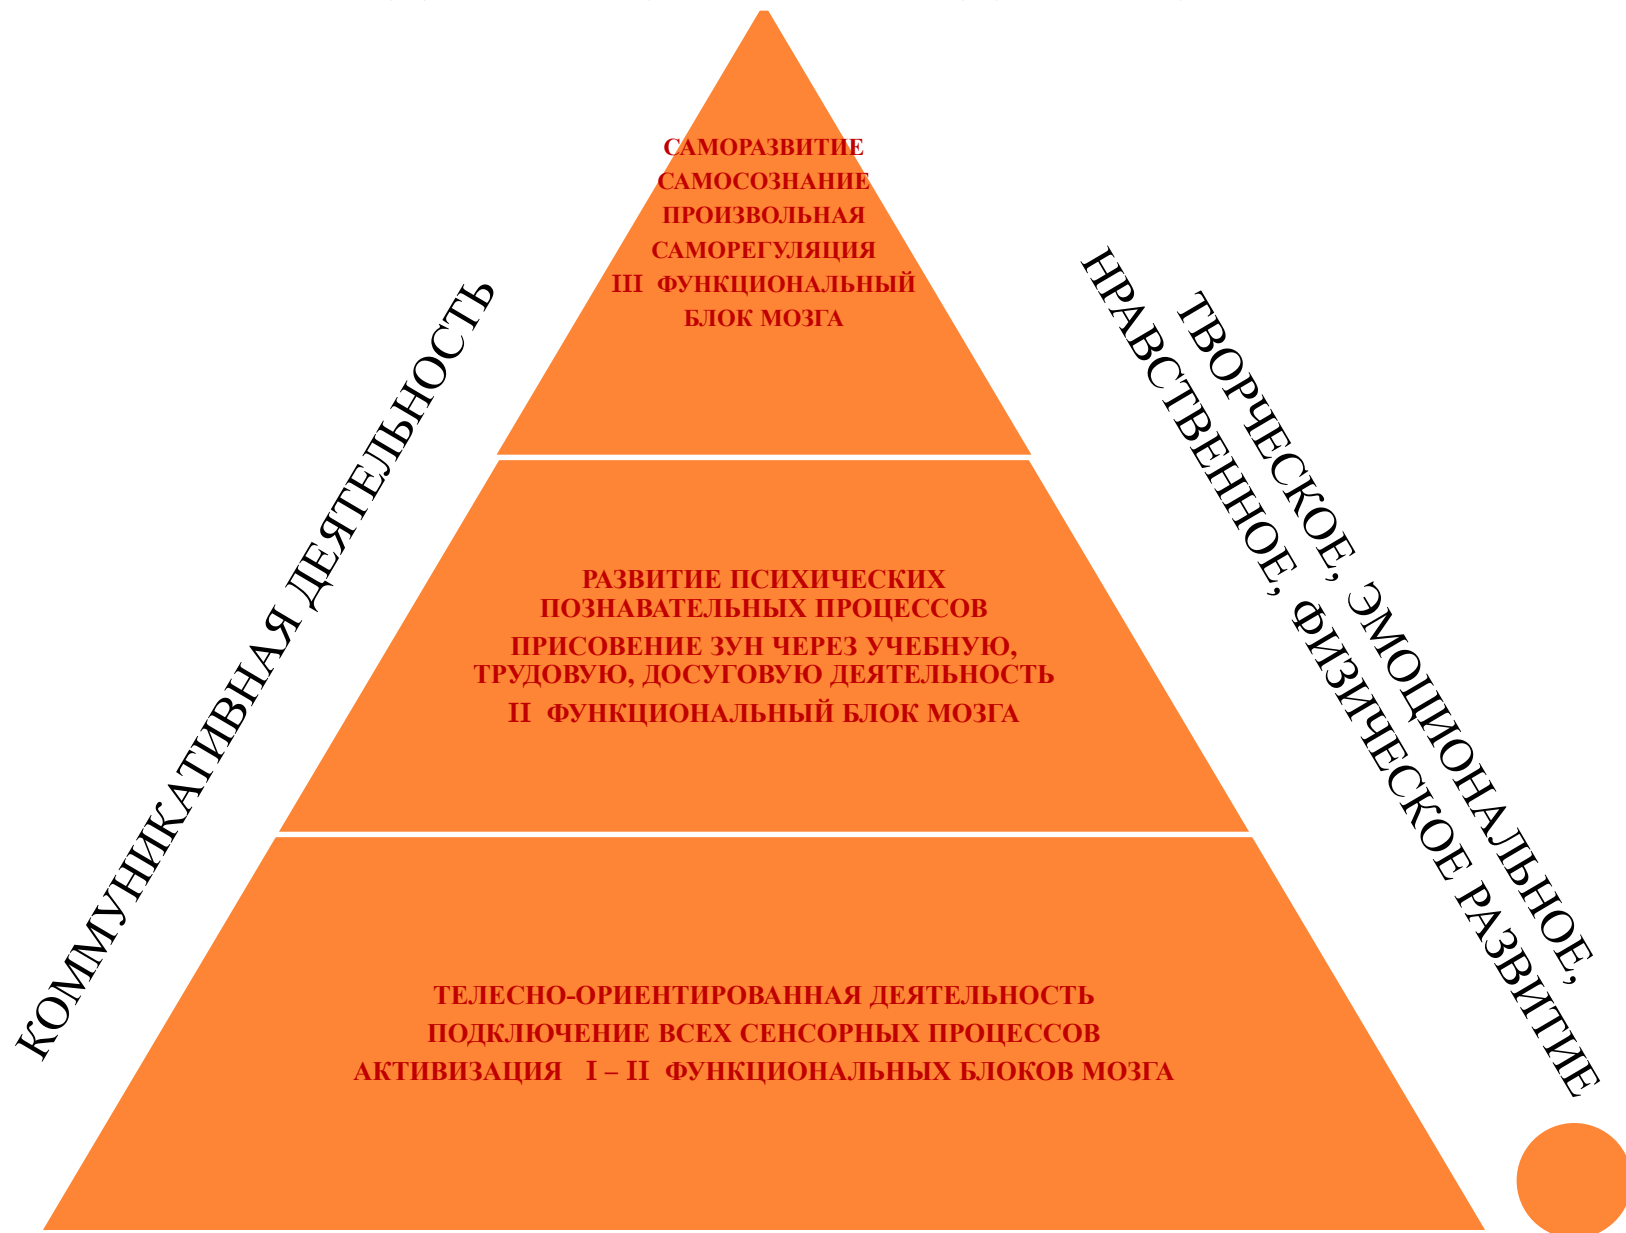 САМОРАЗВИТИЕ
САМОСОЗНАНИЕ
ПРОИЗВОЛЬНАЯ
САМОРЕГУЛЯЦИЯ
III ФУНКЦИОНАЛЬНЫЙ
БЛОК МОЗГА
КОММУНИКАТИВНАЯ ДЕЯТЕЛЬНОСТЬ
ТВОРЧЕСКОЕ, ЭМОЦИОНАЛЬНОЕ,
НРАВСТВЕННОЕ, ФИЗИЧЕСКОЕ РАЗВИТИЕ
РАЗВИТИЕ ПСИХИЧЕСКИХ
ПОЗНАВАТЕЛЬНЫХ ПРОЦЕССОВ
ПРИСОВЕНИЕ ЗУН ЧЕРЕЗ УЧЕБНУЮ,
ТРУДОВУЮ, ДОСУГОВУЮ ДЕЯТЕЛЬНОСТЬ
II ФУНКЦИОНАЛЬНЫЙ БЛОК МОЗГА
ТЕЛЕСНО-ОРИЕНТИРОВАННАЯ ДЕЯТЕЛЬНОСТЬ
ПОДКЛЮЧЕНИЕ ВСЕХ СЕНСОРНЫХ ПРОЦЕССОВ
АКТИВИЗАЦИЯ I – II ФУНКЦИОНАЛЬНЫХ БЛОКОВ МОЗГА